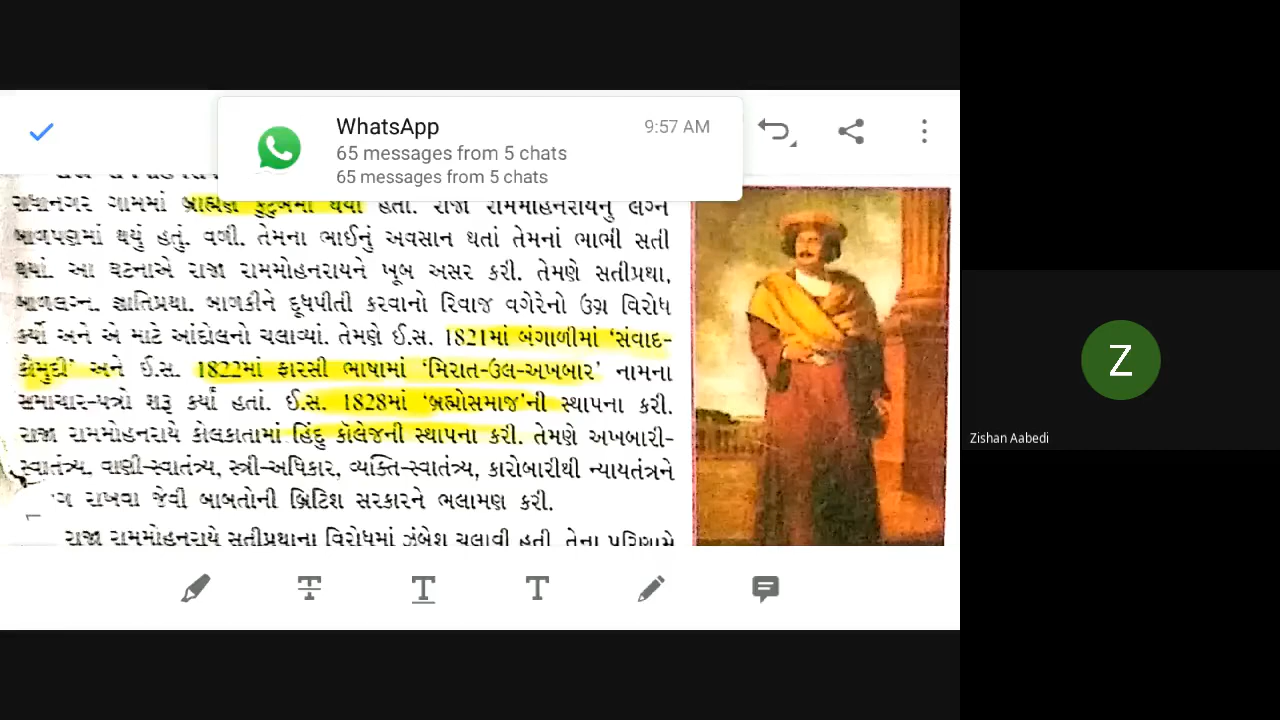 WhatsApp
9:57 AM
65 messages from 5 chats
65 messages from 5 chats
રાધાનગર ગામમાં બ્રાહ્મણ કુટુંબમાં થયો હતો. રાજા રામમોહનરાયનું લગ્ન
બાળપણમાં થયું હતું. વળી. તેમના ભાઈનું અવસાન થતાં તેમનાં ભાભી સતી
થયાં. આ ઘટનાએ રાજા રામમોહનરાયને ખૂબ અસર કરી. તેમણે સતીપ્રથા,
બાળલગ્ન. જ્ઞાતિપ્રથા. બાળકીને દૂધપીતી કરવાનો રિવાજ વગેરેનો ઉગ્ર વિરોધ
કર્યો અને એ માટે આંદોલનો ચલાવ્યાં. તેમણે ઈ.સ. 1821માં બંગાળીમાં ‘સંવાદ-
કૌમુદી’ અને ઈ.સ. 1822માં ફારસી ભાષામાં ‘મિરાત-ઉલ-અખબાર’ નામના
સમાચાર-પત્રો શરૂ કર્યાં હતાં. ઈ.સ. 1828માં ‘બ્રહ્મોસમાજ’ની સ્થાપના કરી.
રાજા રામમોહનરાયે કોલકાતામાં હિંદુ કૉલેજની સ્થાપના કરી. તેમણે અખબારી-
સ્વાતંત્ર્ય. વાણી-સ્વાતંત્ર્ય, સ્ત્રી-અધિકાર, વ્યક્તિ-સ્વાતંત્ર્ય, કારોબારીથી ન્યાયતંત્રને
રાખવા જેવી બાબતોની બ્રિટિશ સરકારને ભલામણ કરી.
રાજા રામમોહનરાયે સતીપ્રથાના વિરોધમાં ઝુંબેશ ચલાવી હતી. તેના પરિણામે
Z
Zishan Aabedi